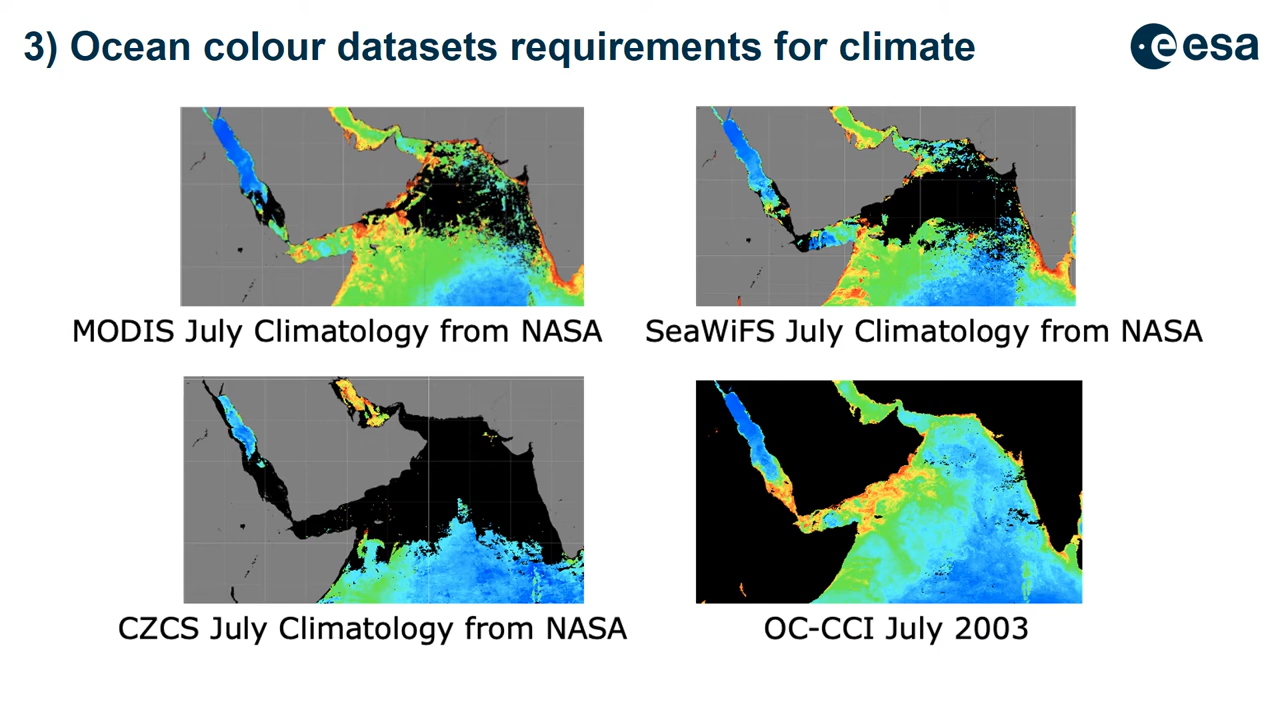 3) Ocean colour datasets requirements for climate
esa
MODIS July Climatology from NASA
SeaWiFS July Climatology from NASA
CZCS July Climatology from NASA
OC-CCI July 2003